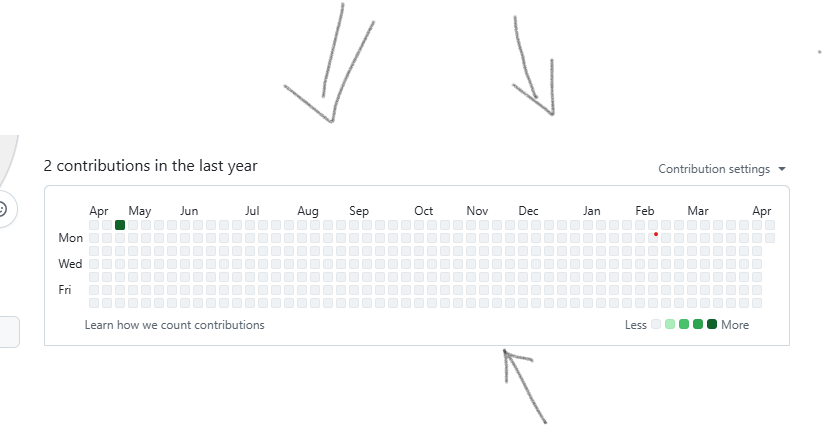 2 contributions in the last year
Contribution settings
Apr May Jun Jul Aug Sep Oct Nov Dec Jan Feb Mar Apr
Mon
Wed
Fri
Learn how we count contributions
Less More